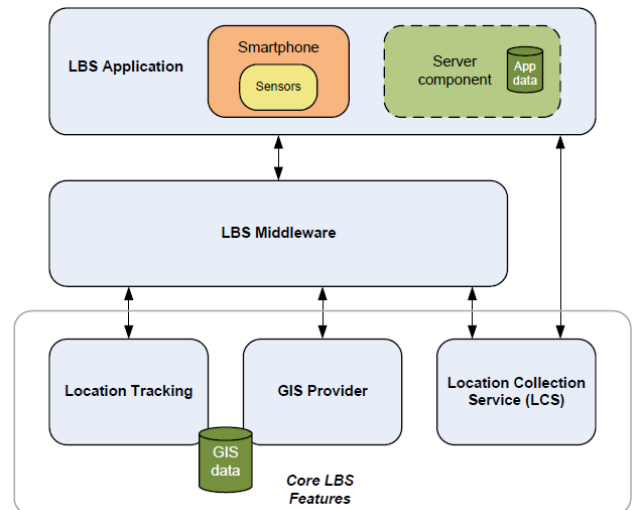 LBS Application
Smartphone
Sensors
Server
component
App
data
LBS Middleware
Location Tracking
GIS Provider
Location Collection
Service (LCS)
GIS
data
Core LBS
Features